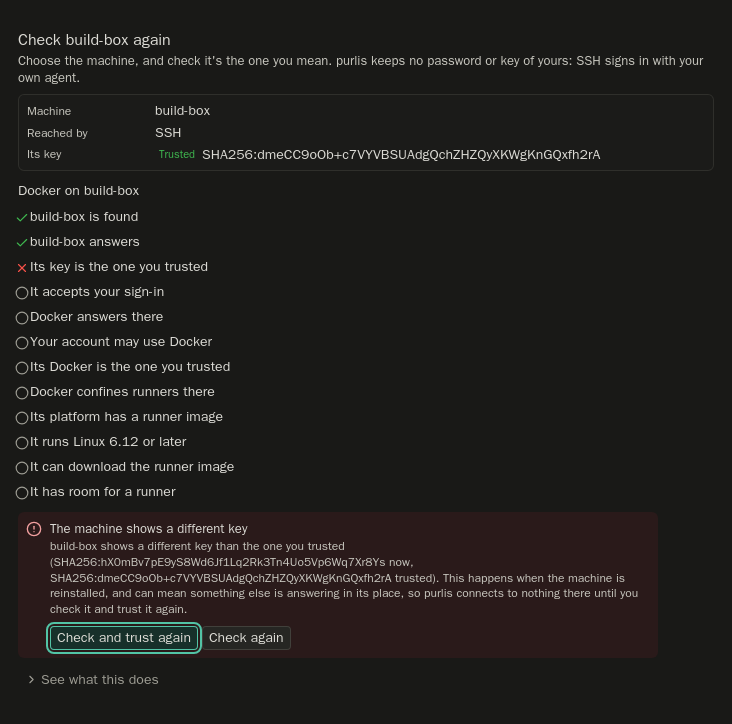 Check build-box again
Choose the machine, and check it's the one you mean. purlis keeps no password or key of yours: SSH signs in with your
own agent.
Machine build-box
Reached by SSH
Its key Trusted SHA256:dmeCC9oOb+c7VYVBSUAdgQchZHZQyXKWgKnGQxfh2rA
Docker on build-box
build-box is found
build-box answers
Its key is the one you trusted
It accepts your sign-in
Docker answers there
Your account may use Docker
Its Docker is the one you trusted
Docker confines runners there
Its platform has a runner image
It runs Linux 6.12 or later
It can download the runner image
It has room for a runner
The machine shows a different key
build-box shows a different key than the one you trusted
(SHA256:hX0mBv7pE9yS8Wd6Jf1Lq2Rk3Tn4Uo5Vp6Wq7Xr8Ys now,
SHA256:dmeCC9oOb+c7VYVBSUAdgQchZHZQyXKWgKnGQxfh2rA trusted). This happens when the machine is
reinstalled, and can mean something else is answering in its place, so purlis connects to nothing there until you
check it and trust it again.
Check and trust again Check again
See what this does